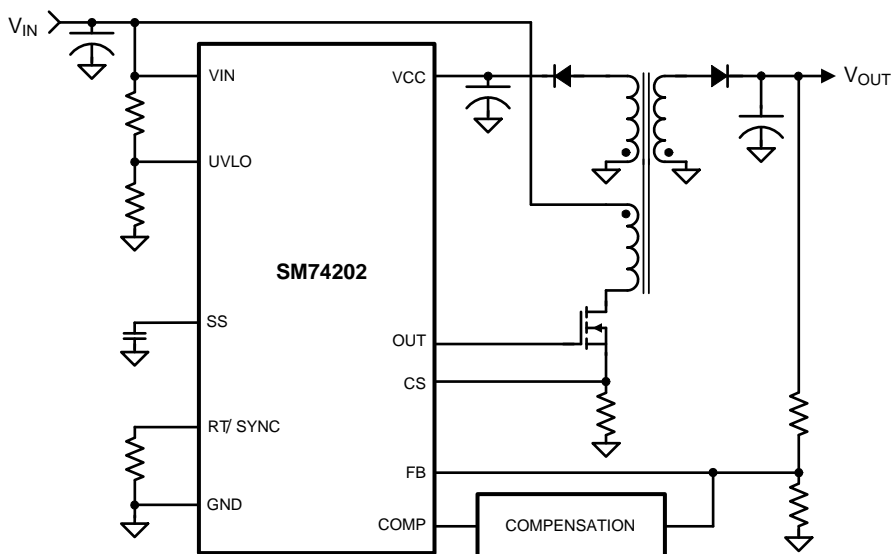 VIN
VIN
VCC
VOUT
UVLO
SM74202
SS
OUT
CS
RT/ SYNC
FB
GND
COMP
COMPENSATION